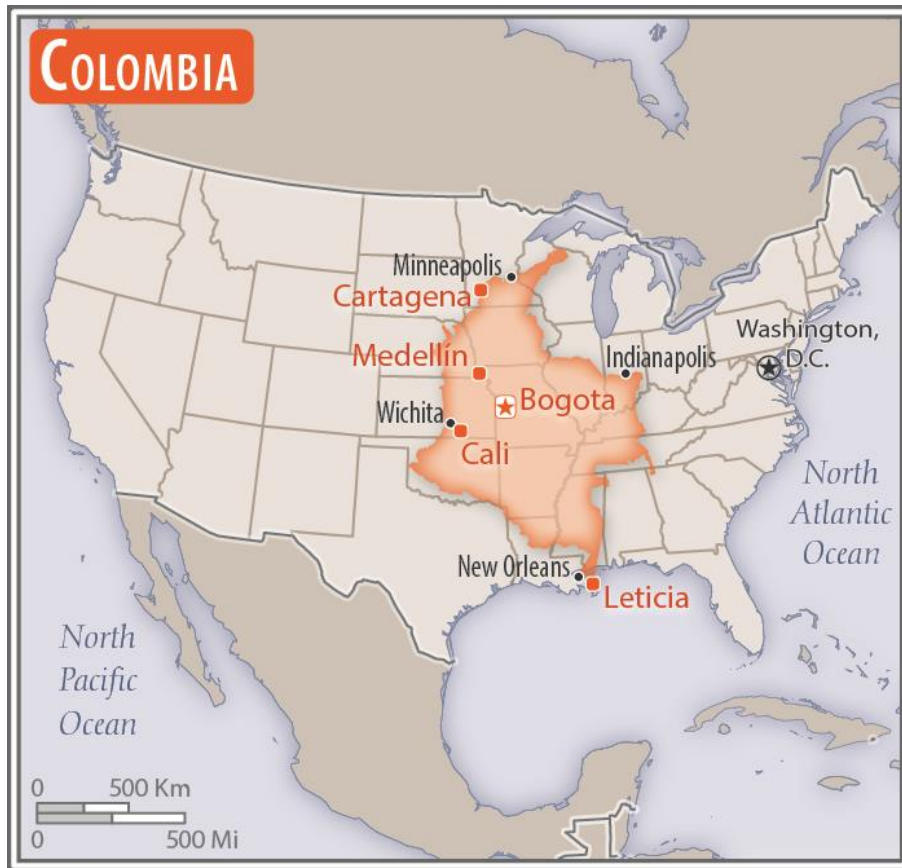 COLOMBIA
Minneapolis
Cartagena
Washington,
D.C.
Medellín
Indianapolis
Bogota
Wichita
Cali
North
Atlantic
Ocean
New Orleans
Leticia
North
Pacific
Ocean
0 500 Km
0 500 Mi